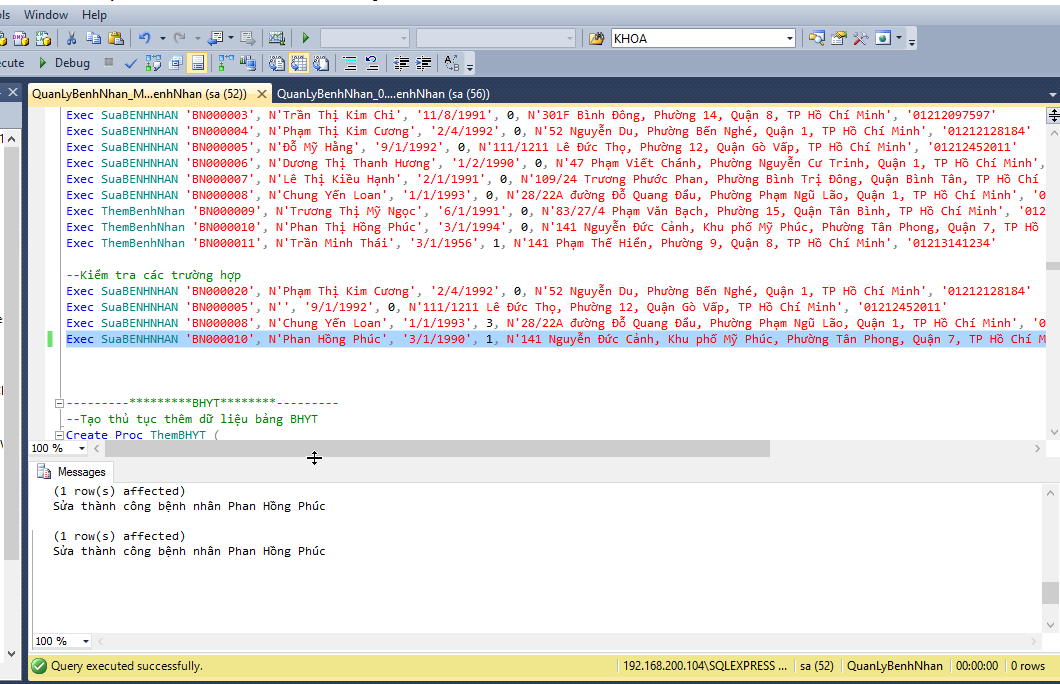 ols Window Help
KHOA
cute Debug
QuanLyBenhNhan_M...enhNhan (sa (52)) QuanLyBenhNhan_0....enhNhan (sa (56))
Exec SuaBENHNHAN 'BN000003', N'Trần Thị Kim Chi', '11/8/1991', 0, N'301F Bình Đông, Phường 14, Quận 8, TP Hồ Chí Minh', '01212097597'
Exec SuaBENHNHAN 'BN000004', N'Phạm Thị Kim Cương', '2/4/1992', 0, N'52 Nguyễn Du, Phường Bến Nghé, Quận 1, TP Hồ Chí Minh', '01212128184'
Exec SuaBENHNHAN 'BN000005', N'Đỗ Mỹ Hằng', '9/1/1992', 0, N'111/1211 Lê Đức Thọ, Phường 12, Quận Gò Vấp, TP Hồ Chí Minh', '01212452011'
Exec SuaBENHNHAN 'BN000006', N'Dương Thị Thanh Hương', '1/2/1990', 0, N'47 Phạm Viết Chánh, Phường Nguyễn Cư Trinh, Quận 1, TP Hồ Chí Minh',
Exec SuaBENHNHAN 'BN000007', N'Lê Thị Kiều Hạnh', '2/1/1991', 0, N'109/24 Trương Phước Phan, Phường Bình Trị Đông, Quận Bình Tân, TP Hồ Chí
Exec SuaBENHNHAN 'BN000008', N'Chung Yến Loan', '1/1/1993', 0, N'28/22A đường Đỗ Quang Đẩu, Phường Phạm Ngũ Lão, Quận 1, TP Hồ Chí Minh', '0
Exec ThemBenhNhan 'BN000009', N'Trương Thị Mỹ Ngọc', '6/1/1991', 0, N'83/27/4 Phạm Văn Bạch, Phường 15, Quận Tân Bình, TP Hồ Chí Minh', '012
Exec ThemBenhNhan 'BN000010', N'Phan Thị Hồng Phúc', '3/1/1994', 0, N'141 Nguyễn Đức Cảnh, Khu phố Mỹ Phúc, Phường Tân Phong, Quận 7, TP Hồ
Exec ThemBenhNhan 'BN000011', N'Trần Minh Thái', '3/1/1956', 1, N'141 Phạm Thế Hiển, Phường 9, Quận 8, TP Hồ Chí Minh', '01213141234'
--Kiểm tra các trường hợp
Exec SuaBENHNHAN 'BN000020', N'Phạm Thị Kim Cương', '2/4/1992', 0, N'52 Nguyễn Du, Phường Bến Nghé, Quận 1, TP Hồ Chí Minh', '01212128184'
Exec SuaBENHNHAN 'BN000005', N'', '9/1/1992', 0, N'111/1211 Lê Đức Thọ, Phường 12, Quận Gò Vấp, TP Hồ Chí Minh', '01212452011'
Exec SuaBENHNHAN 'BN000008', N'Chung Yến Loan', '1/1/1993', 3, N'28/22A đường Đỗ Quang Đẩu, Phường Phạm Ngũ Lão, Quận 1, TP Hồ Chí Minh', '0
Exec SuaBENHNHAN 'BN000010', N'Phan Hồng Phúc', '3/1/1990', 1, N'141 Nguyễn Đức Cảnh, Khu phố Mỹ Phúc, Phường Tân Phong, Quận 7, TP Hồ Chí M
---------*********BHYT********---------
--Tạo thủ tục thêm dữ liệu bảng BHYT
Create Proc ThemBHYT (
100 %
Messages
(1 row(s) affected)
Sửa thành công bệnh nhân Phan Hồng Phúc
(1 row(s) affected)
Sửa thành công bệnh nhân Phan Hồng Phúc
100 %
Query executed successfully. 192.168.200.104\SQLEXPRESS ... sa (52) QuanLyBenhNhan 00:00:00 0 rows